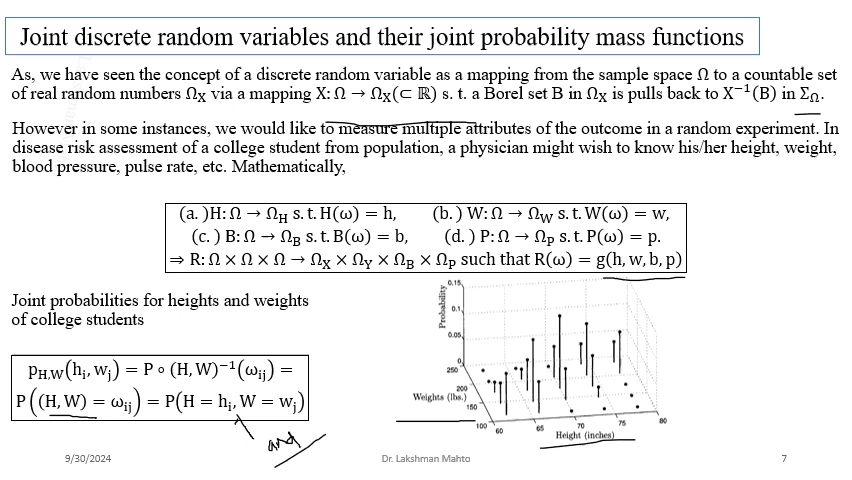 Joint discrete random variables and their joint probability mass functions
As, we have seen the concept of a discrete random variable as a mapping from the sample space Ω to a countable set
of real random numbers Ω_X via a mapping X: Ω → Ω_X(⊂ ℝ) s. t. a Borel set B in Ω_X is pulls back to X⁻¹(B) in Σ_Ω.
However in some instances, we would like to measure multiple attributes of the outcome in a random experiment. In
disease risk assessment of a college student from population, a physician might wish to know his/her height, weight,
blood pressure, pulse rate, etc. Mathematically,
(a. )H: Ω → Ω_H s. t. H(ω) = h, (b. ) W: Ω → Ω_W s. t. W(ω) = w,
(c. ) B: Ω → Ω_B s. t. B(ω) = b, (d. ) P: Ω → Ω_P s. t. P(ω) = p.
⇒ R: Ω × Ω × Ω → Ω_X × Ω_Y × Ω_B × Ω_P such that R(ω) = g(h, w, b, p)
Joint probabilities for heights and weights
of college students
p_H,W(h_i, w_j) = P ∘ (H, W)⁻¹(ω_ij) =
P((H, W) = ω_ij) = P(H = h_i, W = w_j)
and
Probability
0.15
0.1
0.05
0
250
200
150
100
Weights (lbs.)
60
65
70
75
80
Height (inches)
9/30/2024
Dr. Lakshman Mahto
7